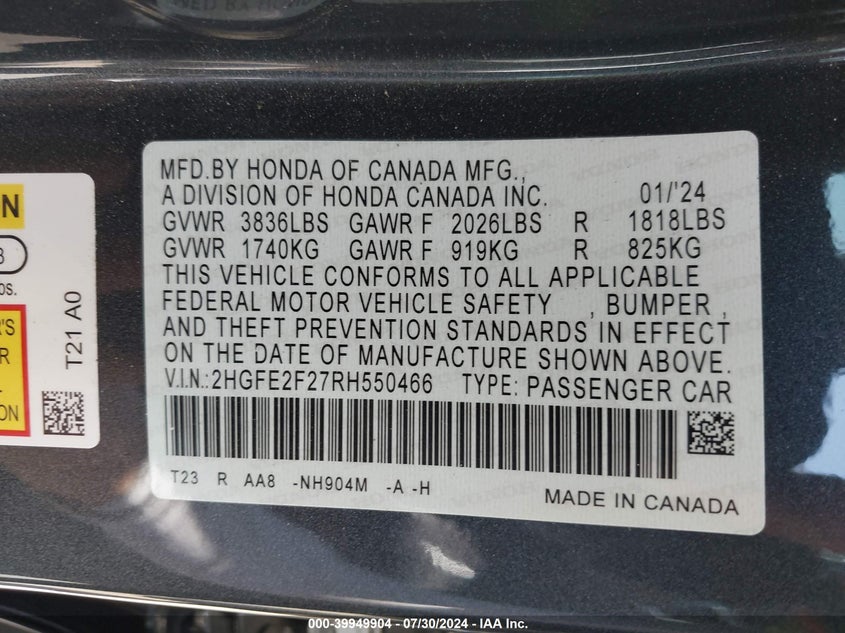 MFD.BY HONDA OF CANADA MFG.,
A DIVISION OF HONDA CANADA INC. 01/'24
GVWR 3836LBS GAWR F 2026LBS R 1818LBS
GVWR 1740KG GAWR F 919KG R 825KG
THIS VEHICLE CONFORMS TO ALL APPLICABLE
FEDERAL MOTOR VEHICLE SAFETY , BUMPER ,
AND THEFT PREVENTION STANDARDS IN EFFECT
ON THE DATE OF MANUFACTURE SHOWN ABOVE.
V.I.N.:2HGFE2F27RH550466 TYPE: PASSENGER CAR
T23 R AA8 -NH904M -A -H
MADE IN CANADA
T21 A0
000-39949904 | 07/30/2024 - IAA Inc.